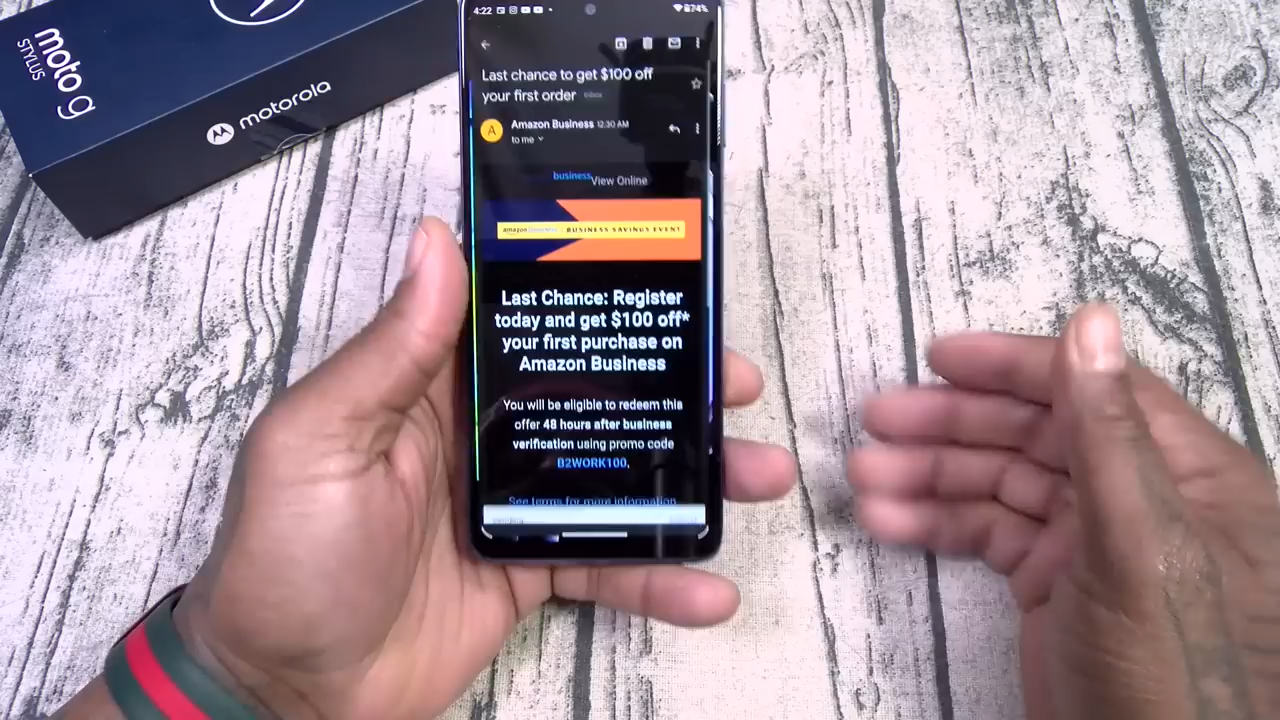 moto g
STYLUS
motorola
4:22
74%
Last chance to get $100 off
your first order
Inbox
A
Amazon Business 12:30 AM
to me
business
View Online
amazon
BUSINESS SAVINGS EVENT
Last Chance: Register
today and get $100 off*
your first purchase on
Amazon Business
You will be eligible to redeem this
offer 48 hours after business
verification using promo code
B2WORK100.
See terms for more information